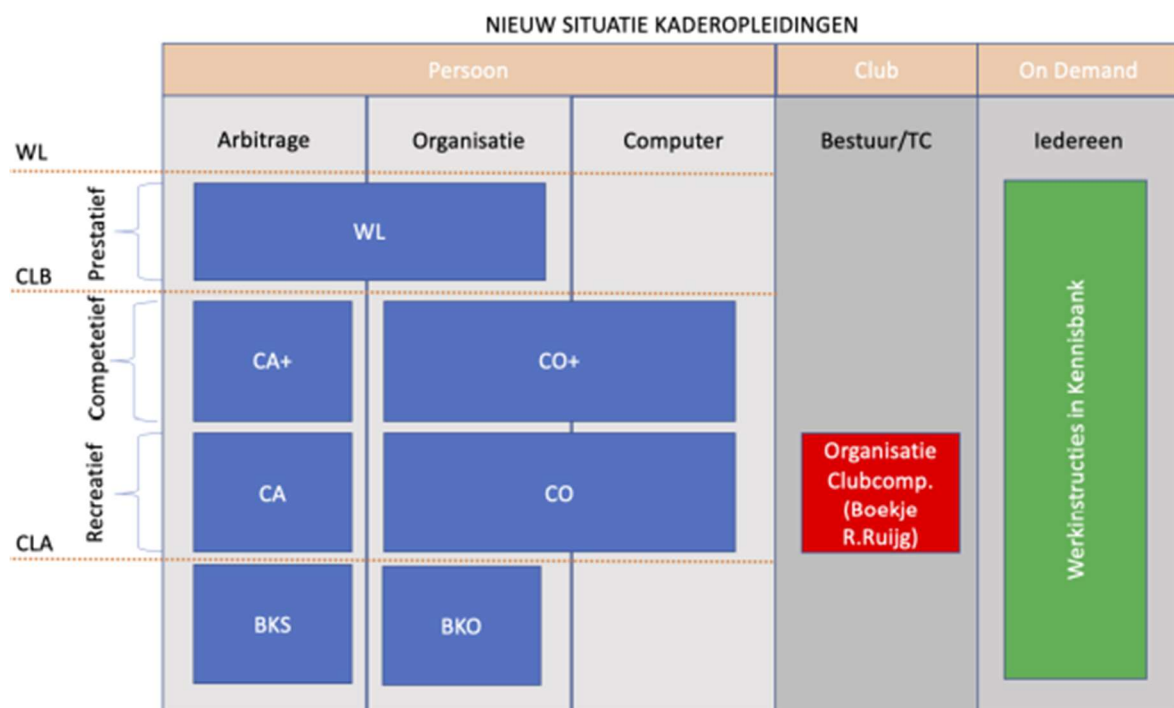 NIEUW SITUATIE KADEROPLEIDINGEN
Persoon
Club
On Demand
Arbitrage
Organisatie
Computer
Bestuur/TC
Iedereen
WL
Prestatief
WL
CLB
Competetief
CA+
CO+
Recreatief
CA
CO
Organisatie
Clubcomp.
(Boekje
R.Ruijg)
Werkinstructies in Kennisbank
CLA
BKS
BKO